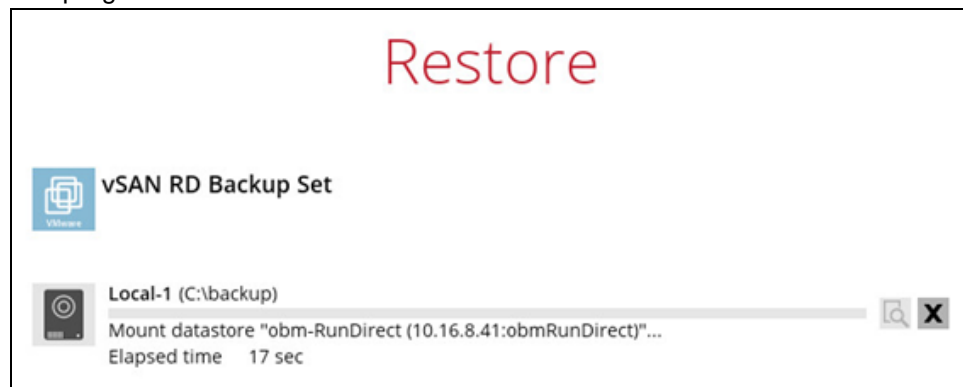 Restore
vSAN RD Backup Set
VMware
Local-1 (C:\backup)
Mount datastore "obm-RunDirect (10.16.8.41:obmRunDirect)"...
Elapsed time 17 sec
X